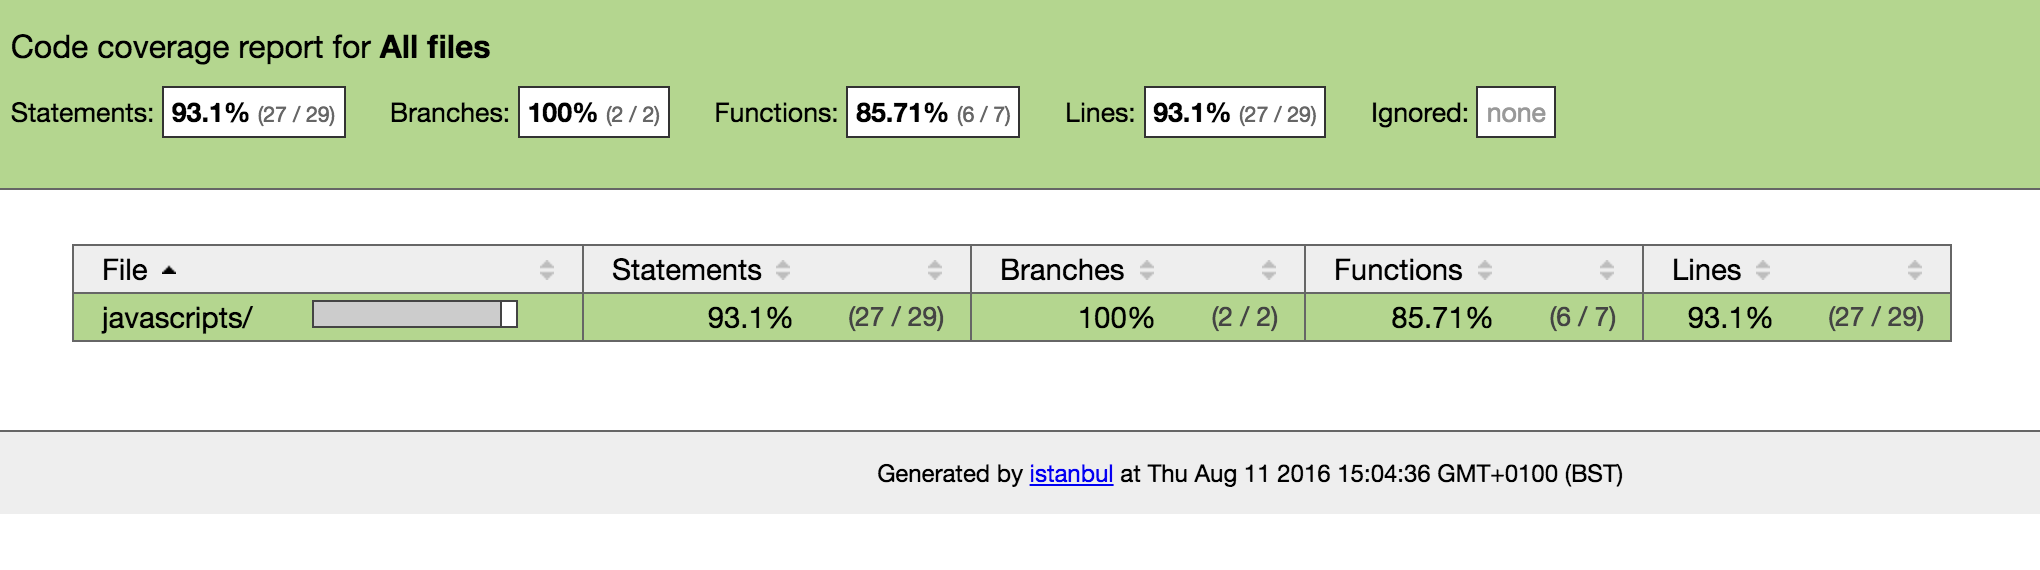 Code coverage report for All files
Statements: 93.1% (27 / 29) Branches: 100% (2 / 2) Functions: 85.71% (6 / 7) Lines: 93.1% (27 / 29) Ignored: none
File Statements Branches Functions Lines
javascripts/ 93.1% (27 / 29) 100% (2 / 2) 85.71% (6 / 7) 93.1% (27 / 29)
Generated by istanbul at Thu Aug 11 2016 15:04:36 GMT+0100 (BST)